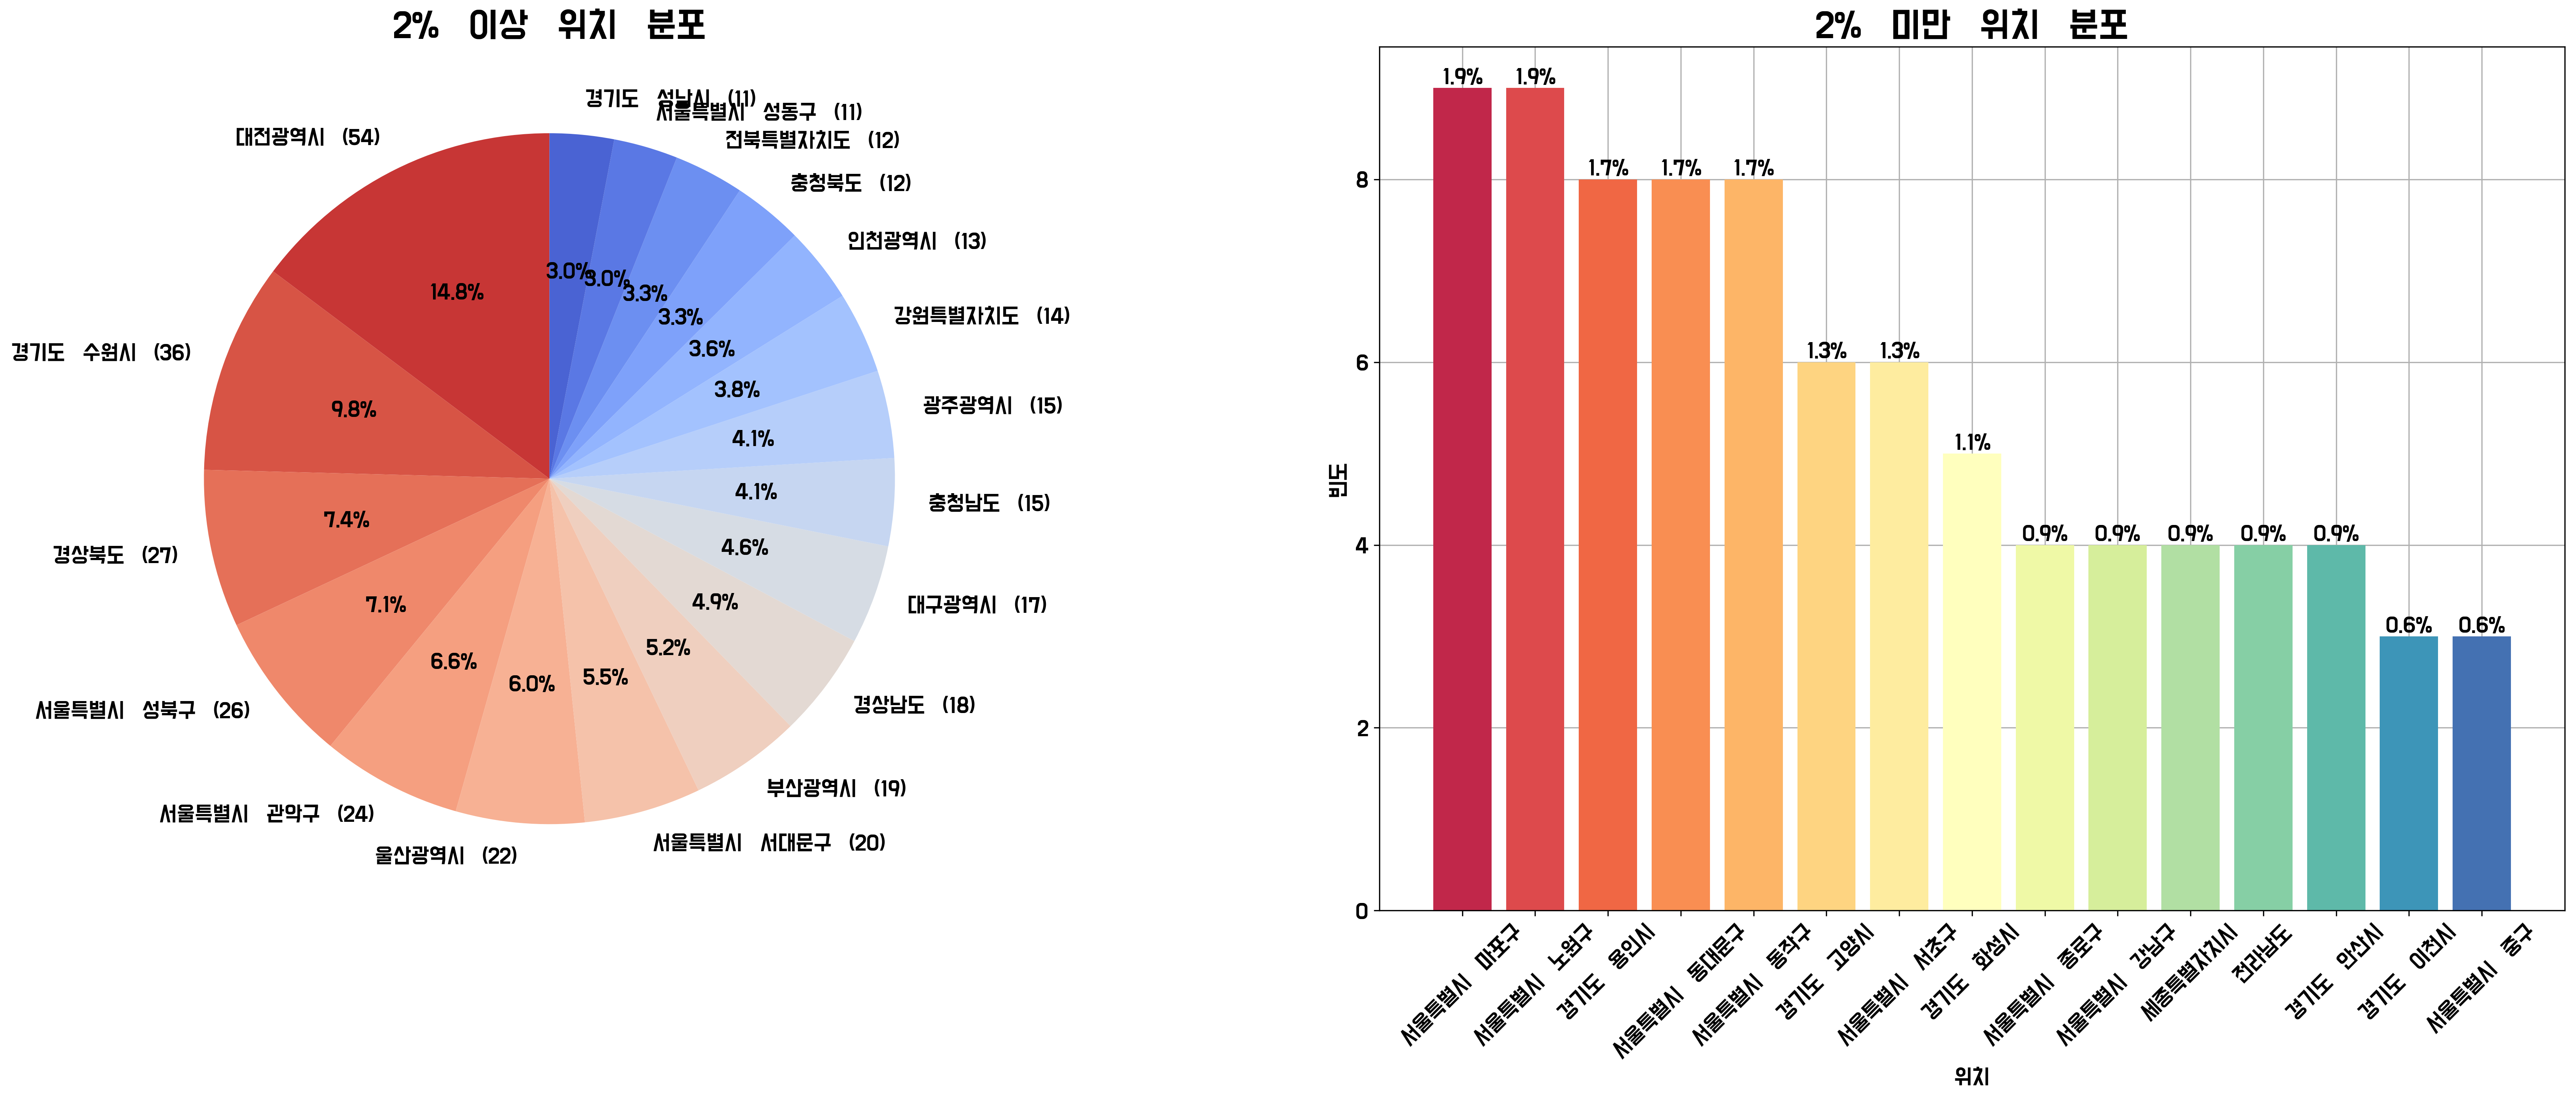 2% 이상 위치 분포
경기도 성남시 (11)
서울특별시 성동구 (11)
전북특별자치도 (12)
충청북도 (12)
인천광역시 (13)
강원특별자치도 (14)
광주광역시 (15)
충청남도 (15)
대구광역시 (17)
경상남도 (18)
부산광역시 (19)
서울특별시 서대문구 (20)
울산광역시 (22)
서울특별시 관악구 (24)
서울특별시 성북구 (26)
경상북도 (27)
경기도 수원시 (36)
대전광역시 (54)
3.0%
3.0%
3.3%
3.3%
3.6%
3.8%
4.1%
4.1%
4.6%
4.9%
5.2%
5.5%
6.0%
6.6%
7.1%
7.4%
9.8%
14.8%
2% 미만 위치 분포
1.9%
1.9%
1.7%
1.7%
1.7%
1.3%
1.3%
1.1%
0.9%
0.9%
0.9%
0.9%
0.9%
0.6%
0.6%
8
6
4
2
0
빈도
서울특별시 마포구
서울특별시 노원구
경기도 용인시
서울특별시 동대문구
서울특별시 동작구
경기도 고양시
서울특별시 서초구
경기도 화성시
서울특별시 종로구
서울특별시 강남구
세종특별자치시
전라남도
경기도 안산시
경기도 이천시
서울특별시 중구
위치